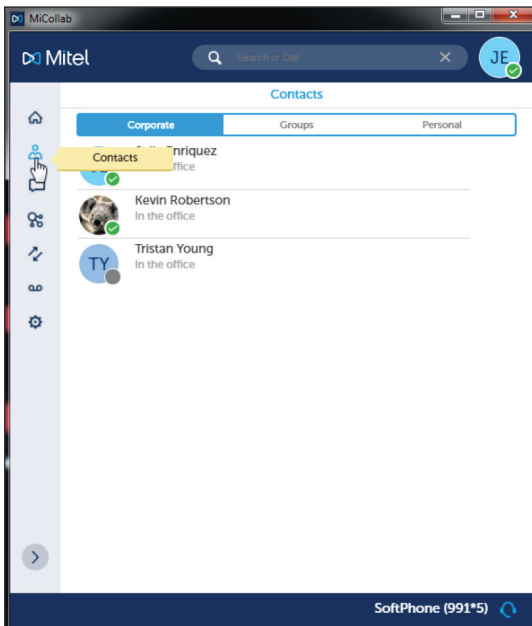 MiCollab
Mitel
Search or Dial
JE
Contacts
Corporate Groups Personal
Contacts
Enriquez
Kevin Robertson
In the office
Tristan Young
In the office
TY
SoftPhone (991*5)